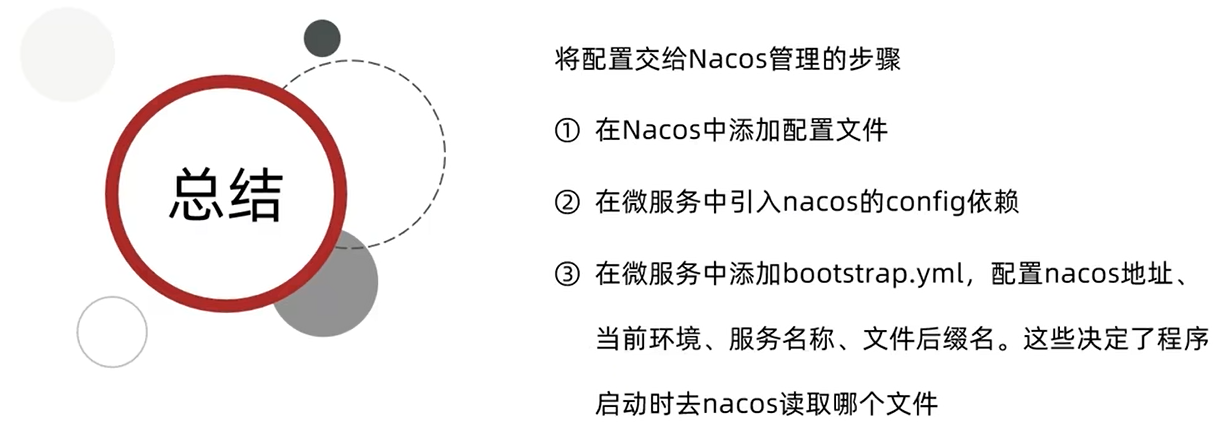 总结
将配置交给Nacos管理的步骤
① 在Nacos中添加配置文件
② 在微服务中引入nacos的config依赖
③ 在微服务中添加bootstrap.yml，配置nacos地址、
当前环境、服务名称、文件后缀名。这些决定了程序
启动时去nacos读取哪个文件